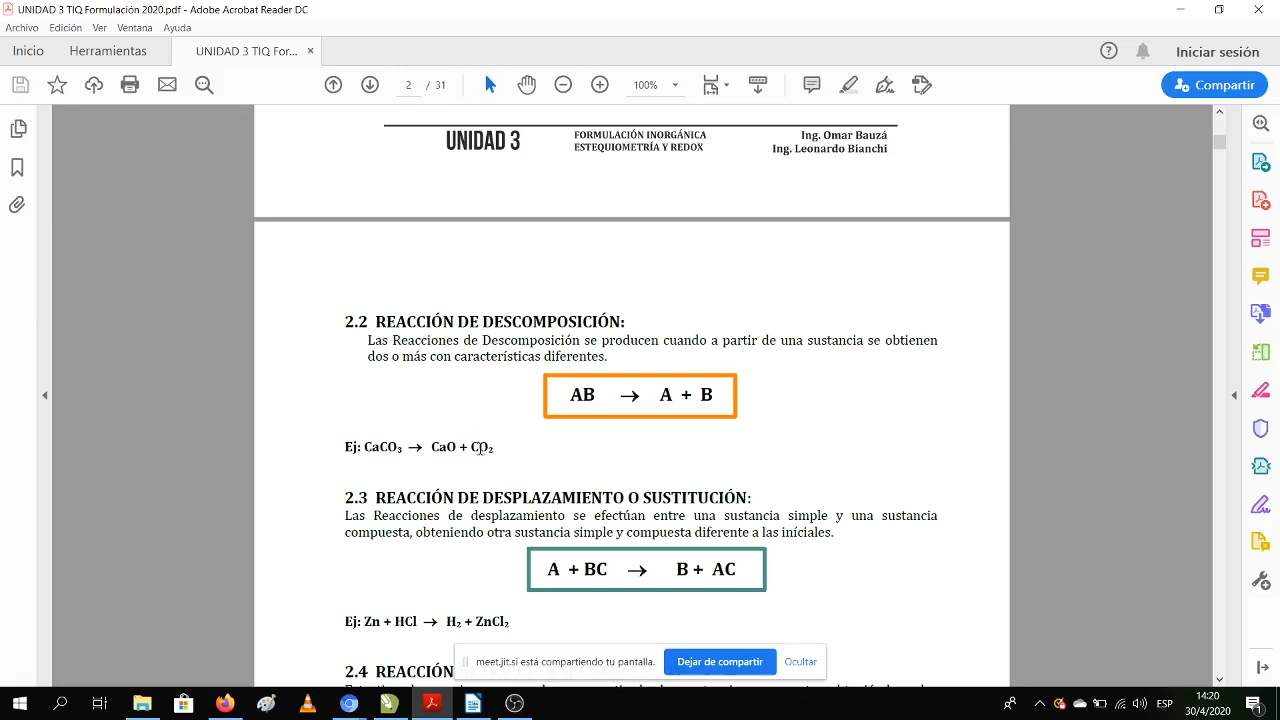 UNIDAD 3 TIQ Formulación 2020.pdf - Adobe Acrobat Reader DC
Archivo Edición Ver Ventana Ayuda
Inicio Herramientas UNIDAD 3 TIQ For... × Iniciar sesión
2 / 31 100% Compartir
UNIDAD 3
FORMULACIÓN INORGÁNICA
ESTEQUIOMETRÍA Y REDOX
Ing. Omar Bauzá
Ing. Leonardo Bianchi
2.2 REACCIÓN DE DESCOMPOSICIÓN:
Las Reacciones de Descomposición se producen cuando a partir de una sustancia se obtienen
dos o más con características diferentes.
AB → A + B
Ej: CaCO₃ → CaO + CO₂
2.3 REACCIÓN DE DESPLAZAMIENTO O SUSTITUCIÓN:
Las Reacciones de desplazamiento se efectúan entre una sustancia simple y una sustancia
compuesta, obteniendo otra sustancia simple y compuesta diferente a las iníciales.
A + BC → B + AC
Ej: Zn + HCl → H₂ + ZnCl₂
2.4 REACCIÓN
meet.jit.si está compartiendo tu pantalla. Dejar de compartir Ocultar
ESP 14:20
30/4/2020